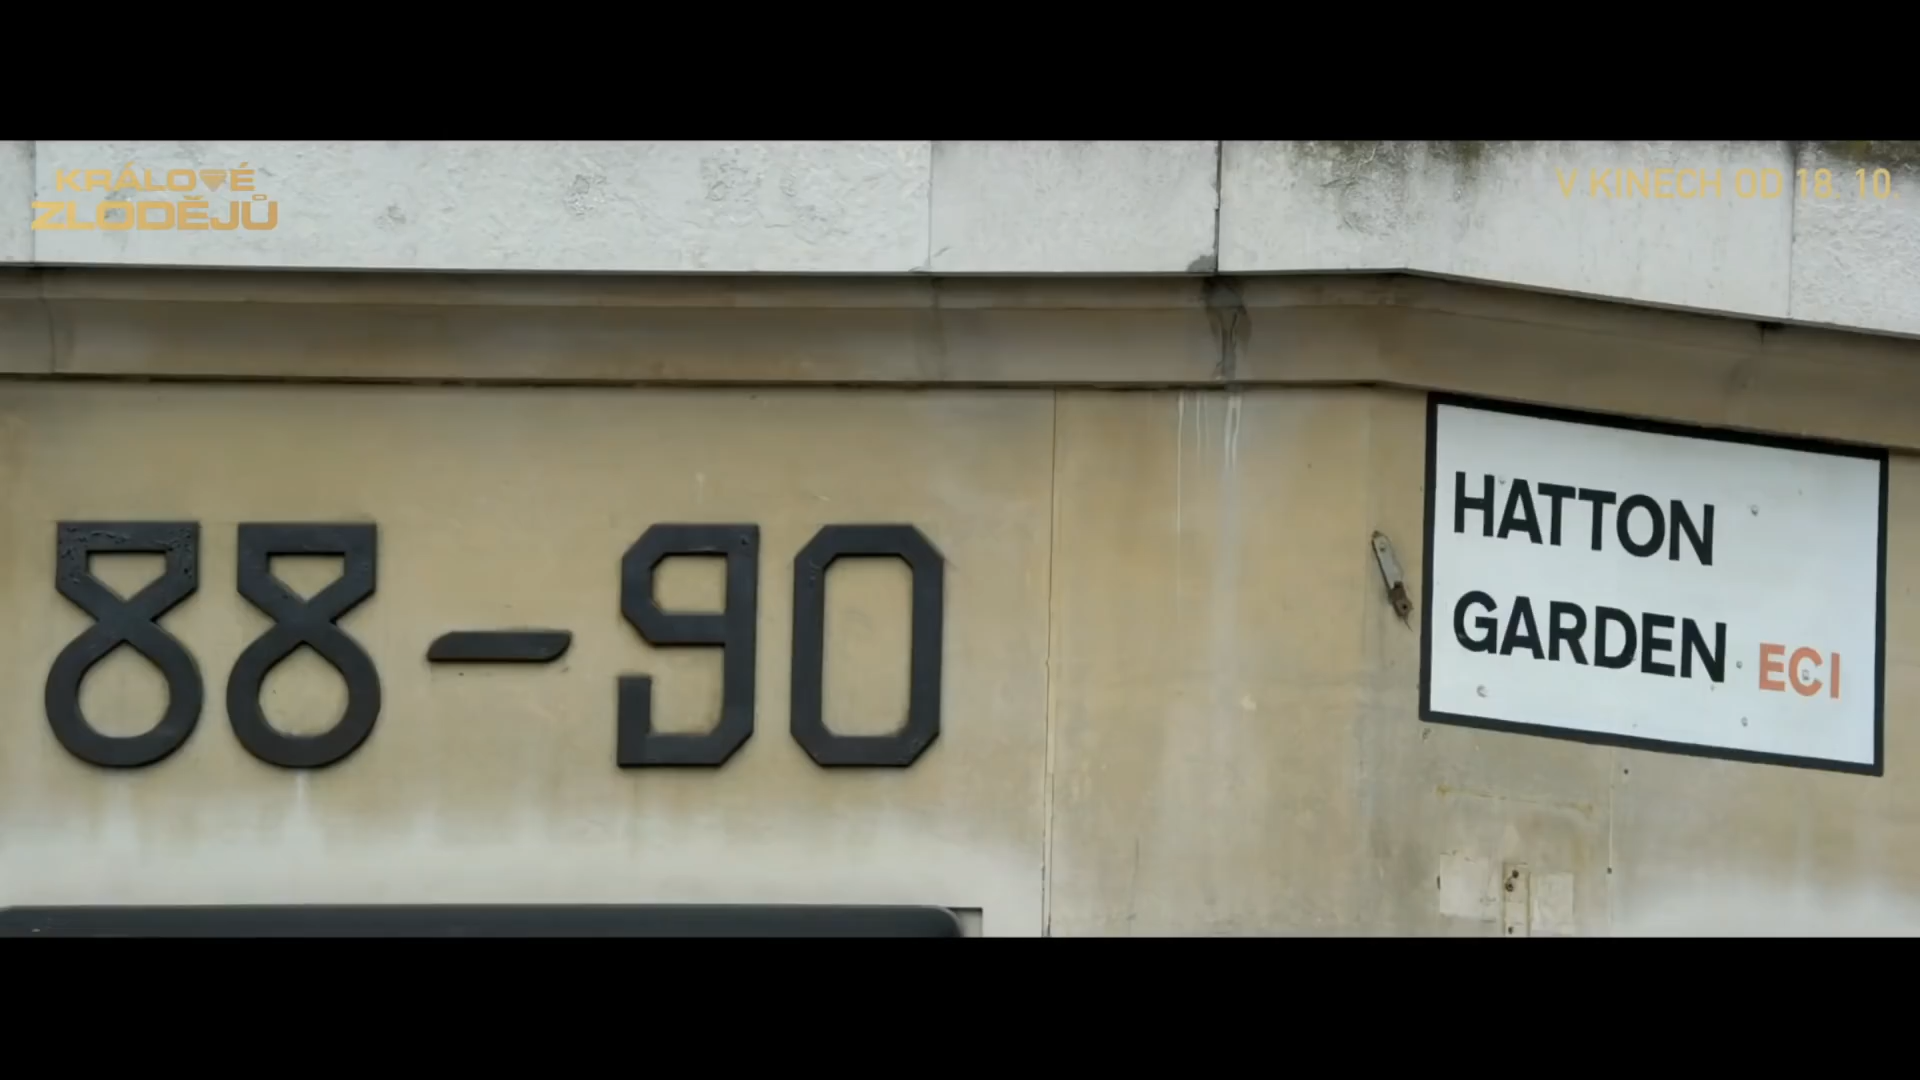 KRÁLOVÉ
ZLODĚJŮ
V KINECH OD 18. 10.
88-90
HATTON
GARDEN EC1